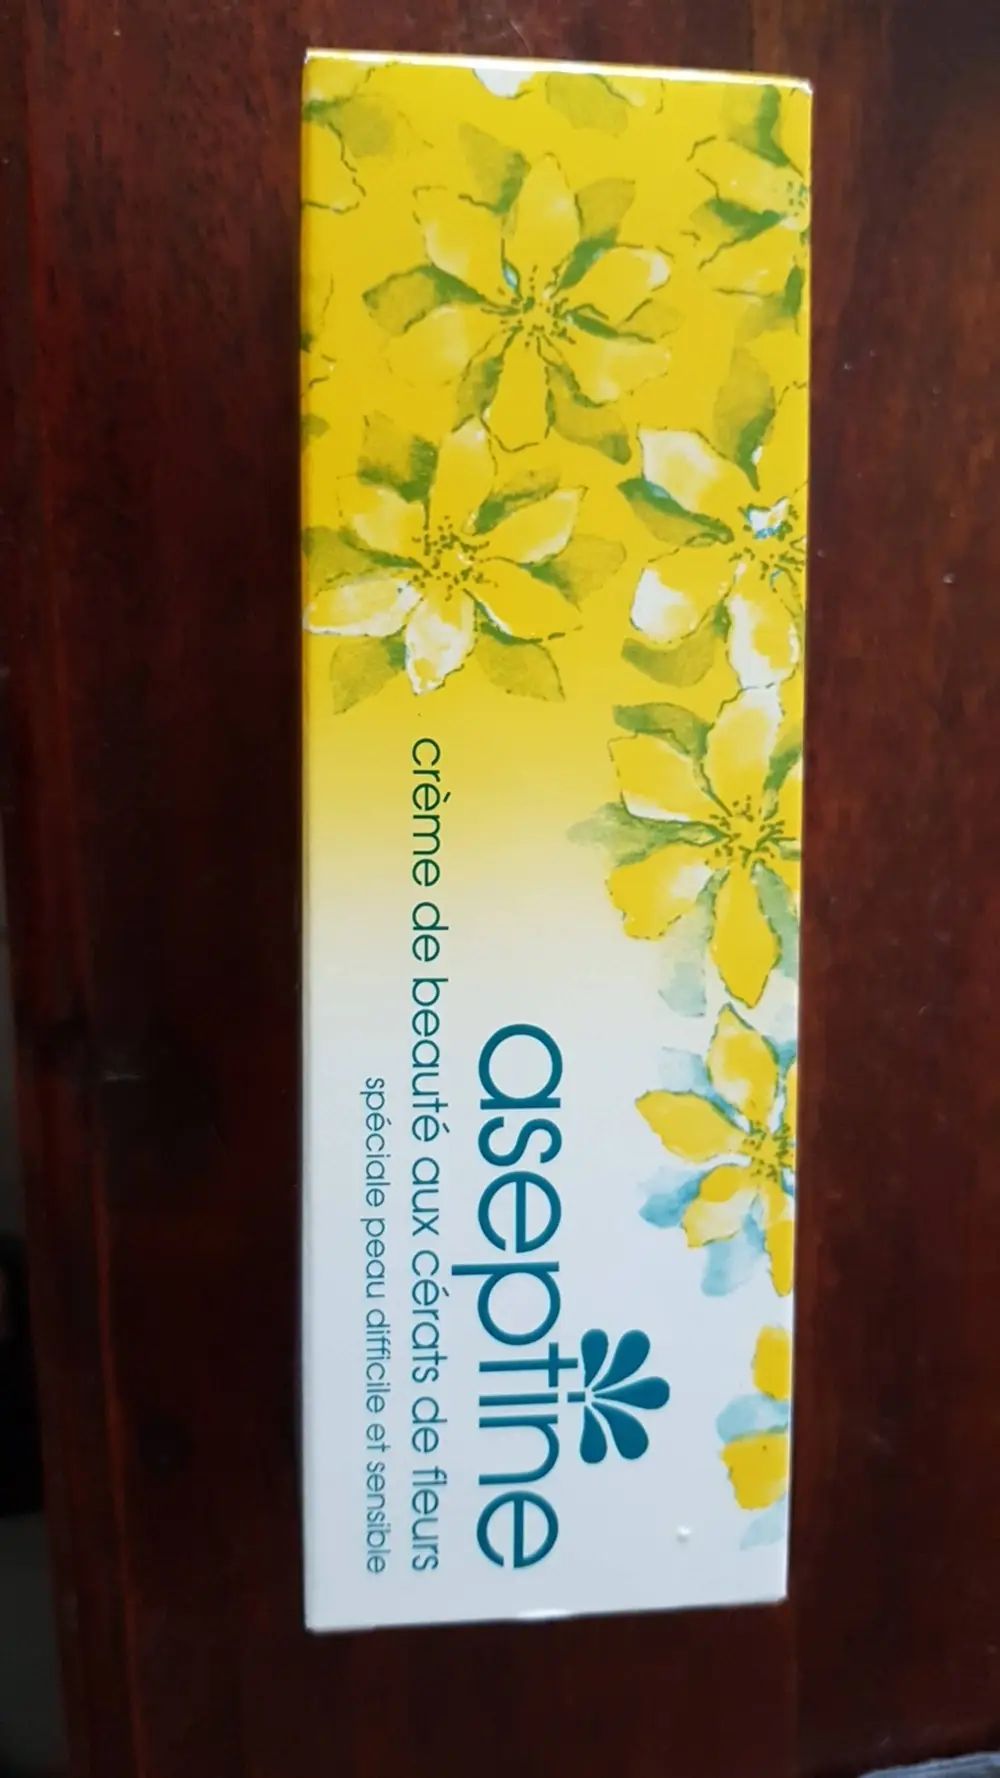 aseptine
crème de beauté aux cérats de fleurs
spéciale peau difficile et sensible